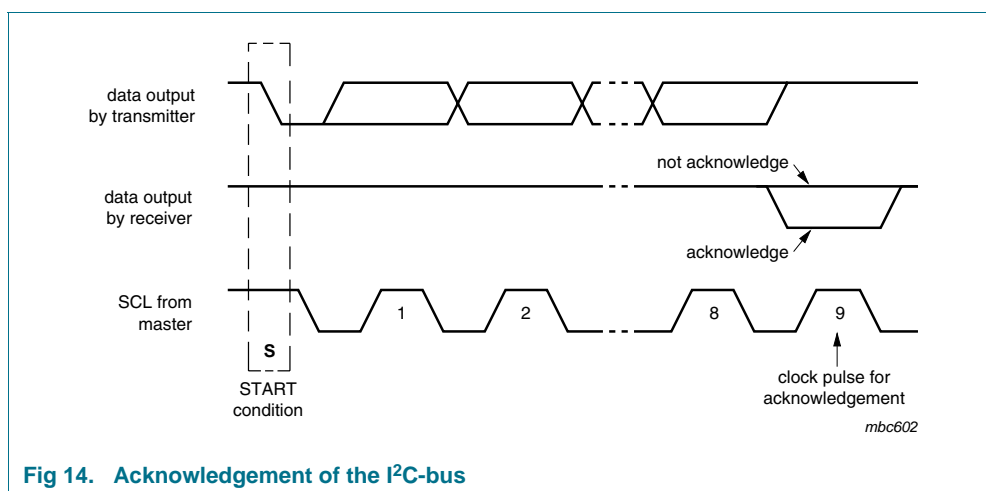 data output
by transmitter
not acknowledge
data output
by receiver
acknowledge
SCL from
master
1
2
8
9
S
START
condition
clock pulse for
acknowledgement
mbc602
Fig 14. Acknowledgement of the I²C-bus